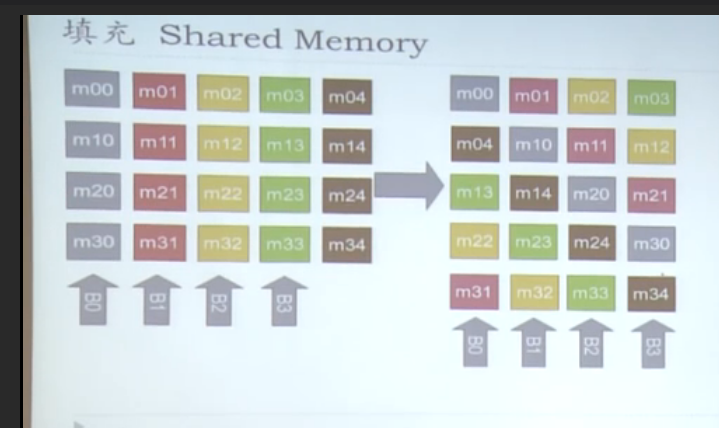 填充 Shared Memory
m00 m01 m02 m03 m04
m10 m11 m12 m13 m14
m20 m21 m22 m23 m24
m30 m31 m32 m33 m34
B0 B1 B2 B3
m00 m01 m02 m03
m04 m10 m11 m12
m13 m14 m20 m21
m22 m23 m24 m30
m31 m32 m33 m34
B0 B1 B2 B3